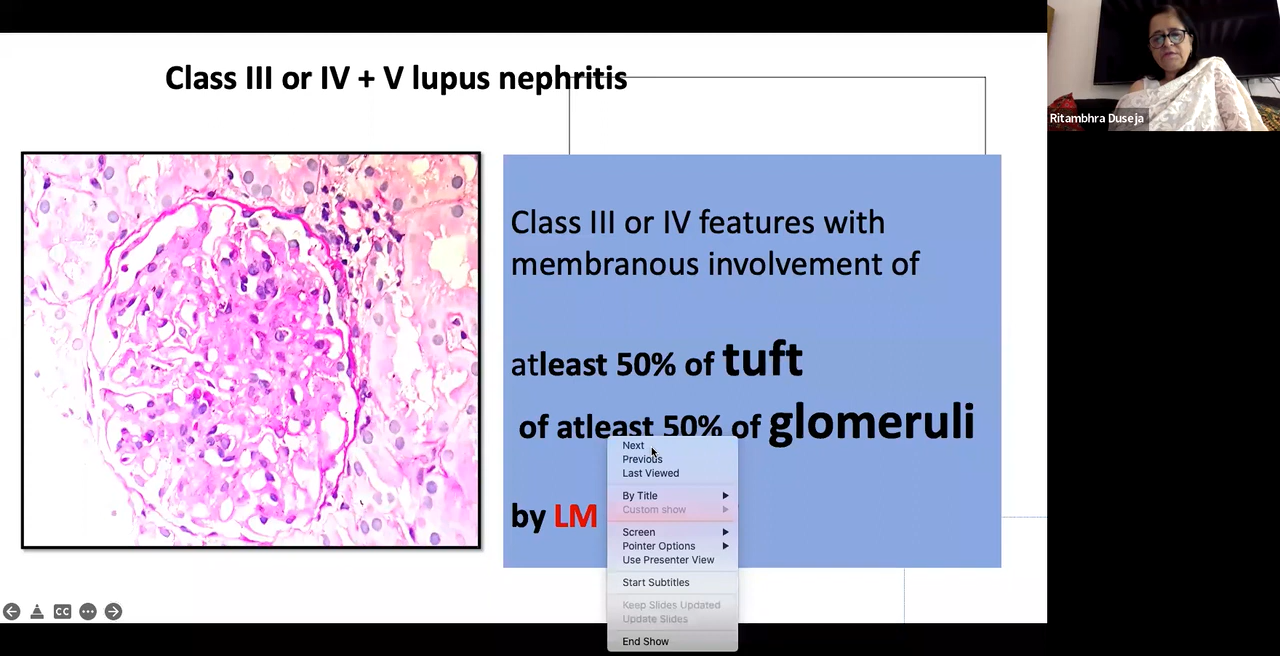 Class III or IV + V lupus nephritis
Ritambhra Duseja
Class III or IV features with
membranous involvement of
atleast 50% of tuft
of atleast 50% of glomeruli
by LM
Next
Previous
Last Viewed
By Title
Custom show
Screen
Pointer Options
Use Presenter View
Start Subtitles
Keep Slides Updated
Update Slides
End Show
CC